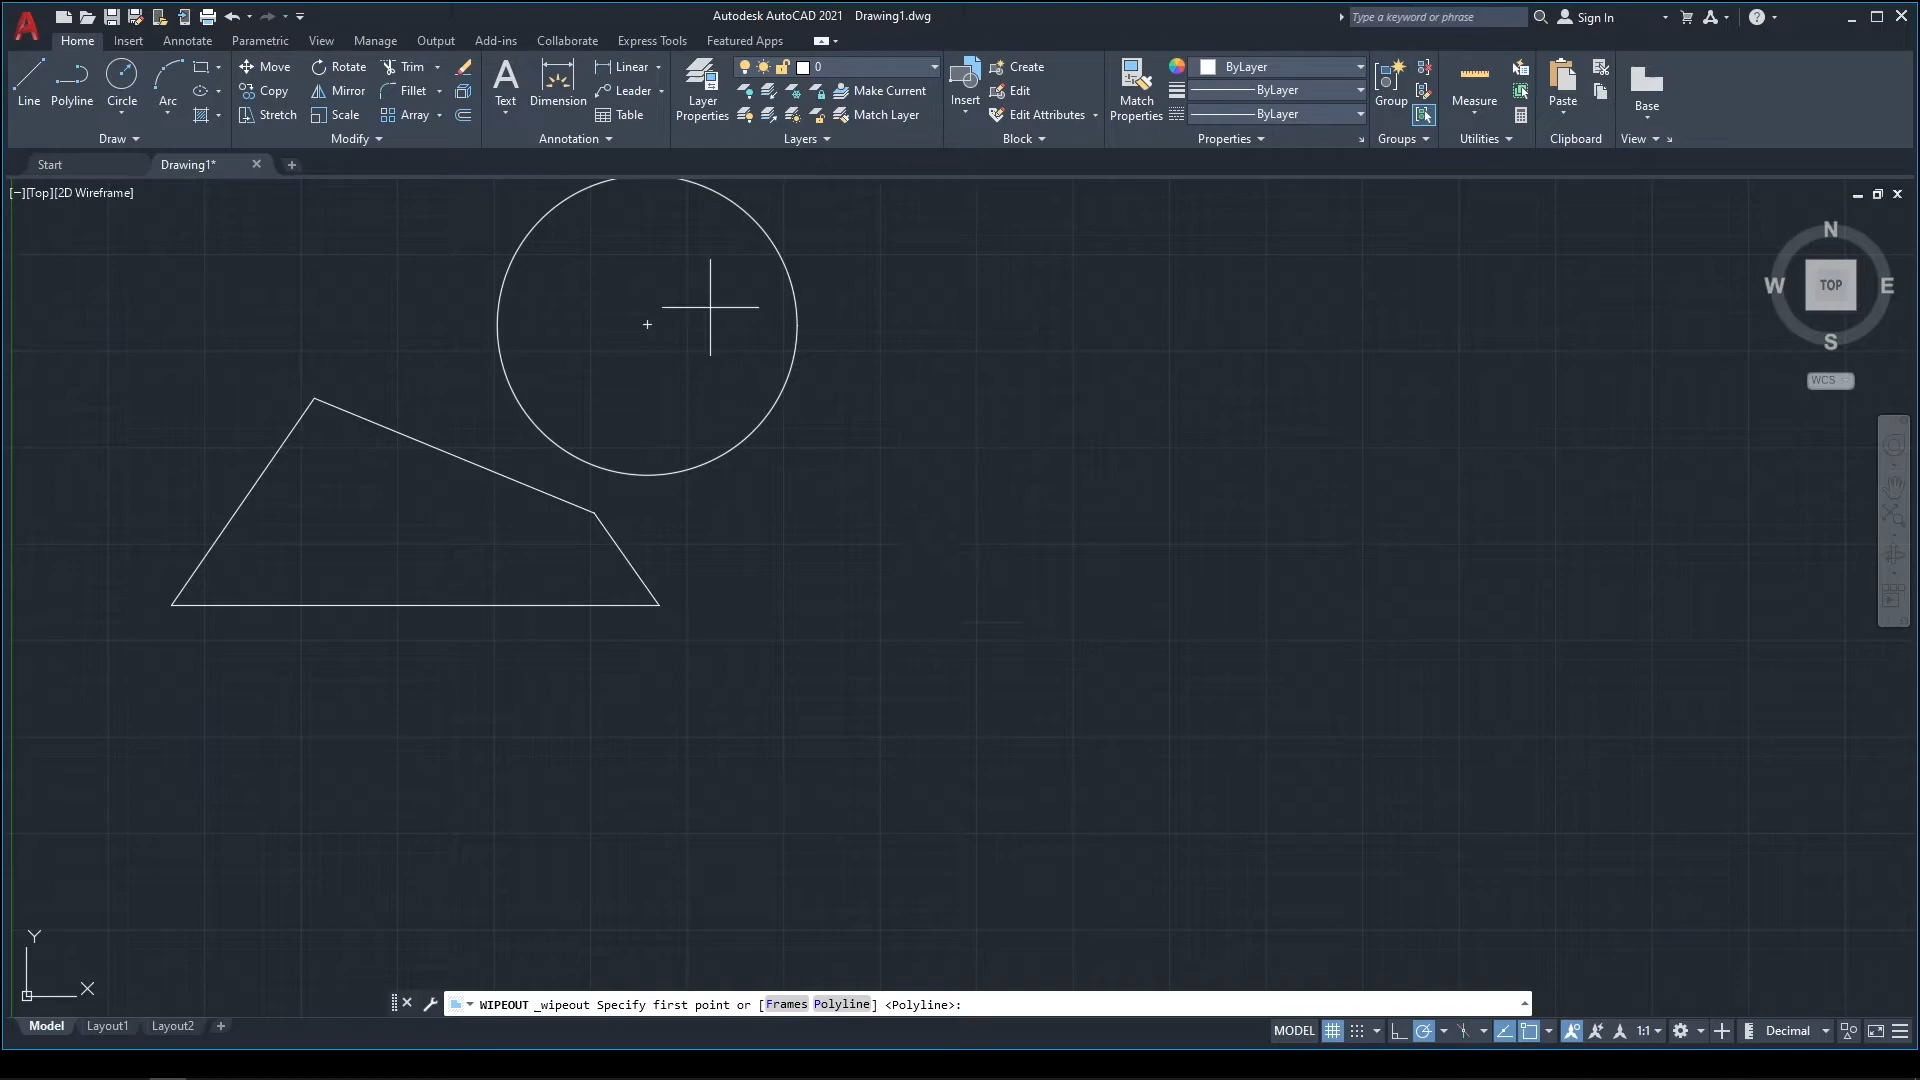 Autodesk AutoCAD 2021 Drawing1.dwg
Type a keyword or phrase
Sign In
Home Insert Annotate Parametric View Manage Output Add-ins Collaborate Express Tools Featured Apps
Line Polyline Circle Arc
Move Rotate Trim
Copy Mirror Fillet
Stretch Scale Array
Text Dimension
Linear
Leader
Table
Layer Properties
0
Make Current
Match Layer
Insert
Create
Edit
Edit Attributes
Match Properties
ByLayer
ByLayer
ByLayer
Group
Measure
Paste
Base
Draw Modify Annotation Layers Block Properties Groups Utilities Clipboard View
Start Drawing1*
[−][Top][2D Wireframe]
N
W TOP E
S
WCS
Y
X
WIPEOUT _wipeout Specify first point or [Frames Polyline] <Polyline>:
Model Layout1 Layout2 +
MODEL 1:1 Decimal